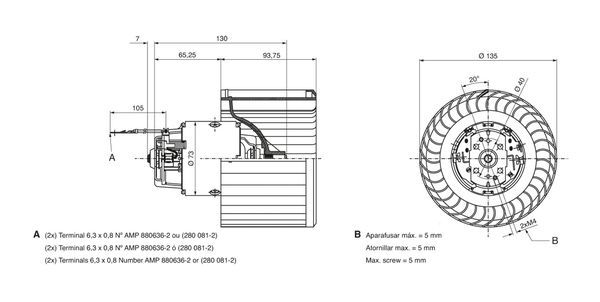 7
130
65,25
93,75
105
A
Ø 73
Ø 135
20°
Ø 40
2xM4
B
A (2x) Terminal 6,3 x 0,8 N° AMP 880636-2 ou (280 081-2)
(2x) Terminal 6,3 x 0,8 N° AMP 880636-2 ó (280 081-2)
(2x) Terminals 6,3 x 0,8 Number AMP 880636-2 or (280 081-2)
B Aparafusar máx. = 5 mm
Atornillar max. = 5 mm
Max. screw = 5 mm